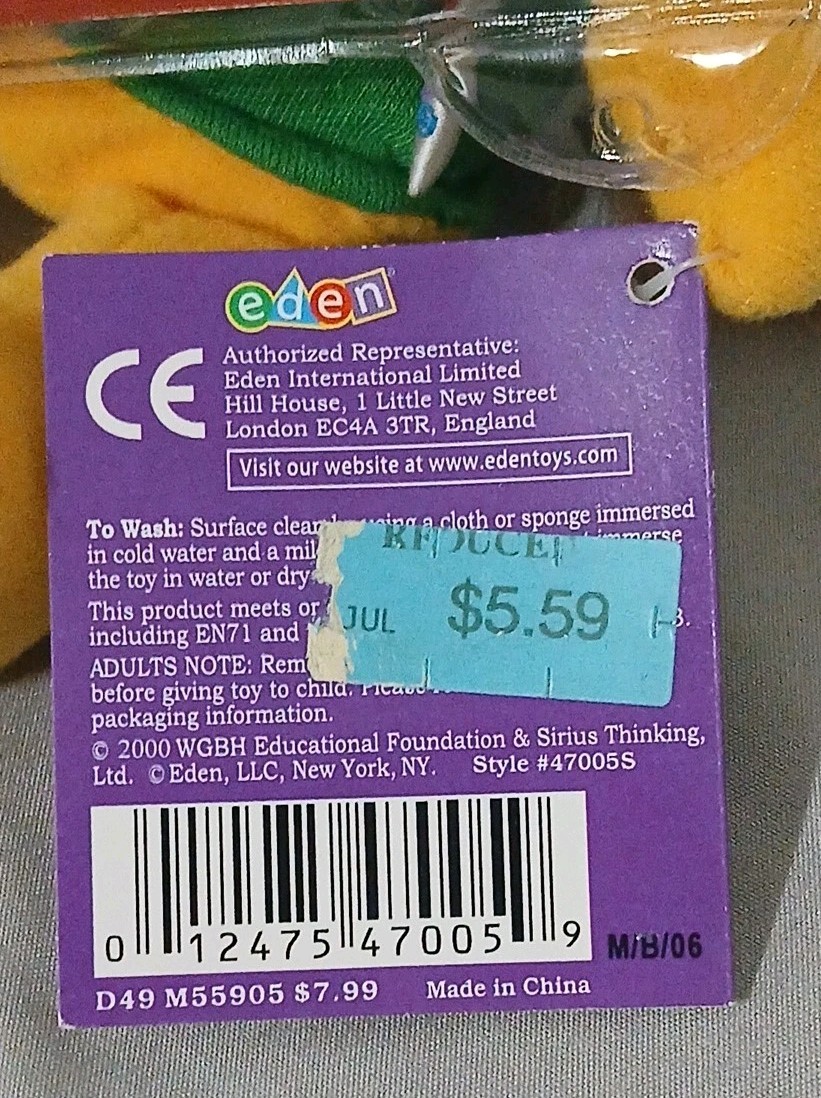 eden
CE
Authorized Representative:
Eden International Limited
Hill House, 1 Little New Street
London EC4A 3TR, England
Visit our website at www.edentoys.com
To Wash: Surface clean a cloth or sponge immersed
in cold water and a
the toy in water or dry
This product meets or
including EN71 and
ADULTS NOTE:
before giving toy to child.
packaging information.
REDUCED
JUL $5.59
© 2000 WGBH Educational Foundation & Sirius Thinking,
Ltd. © Eden, LLC, New York, NY. Style #47005S
0 12475 47005 9
M/B/06
D49 M55905 $7.99 Made in China